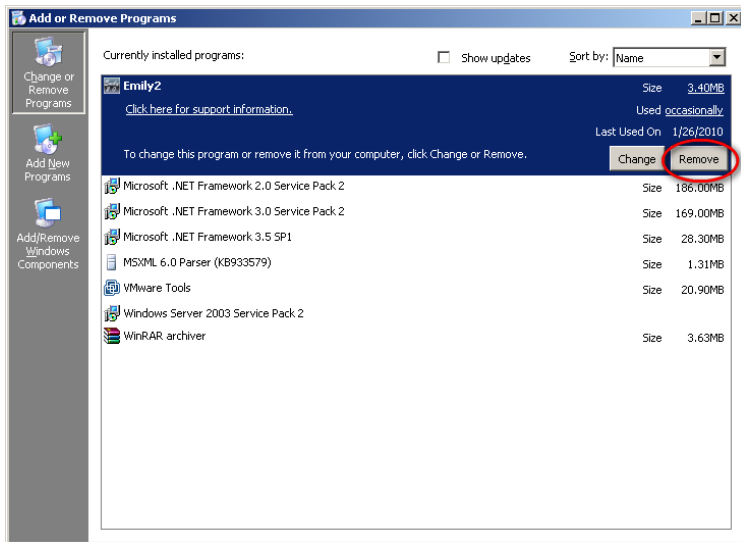 Add or Remove Programs
Change or
Remove
Programs
Add New
Programs
Add/Remove
Windows
Components
Currently installed programs:
Show updates
Sort by: Name
Emily2
Size 3.40MB
Click here for support information.
Used occasionally
Last Used On 1/26/2010
To change this program or remove it from your computer, click Change or Remove.
Change Remove
Microsoft .NET Framework 2.0 Service Pack 2 Size 186.00MB
Microsoft .NET Framework 3.0 Service Pack 2 Size 169.00MB
Microsoft .NET Framework 3.5 SP1 Size 28.30MB
MSXML 6.0 Parser (KB933579) Size 1.31MB
VMware Tools Size 20.90MB
Windows Server 2003 Service Pack 2
WinRAR archiver Size 3.63MB